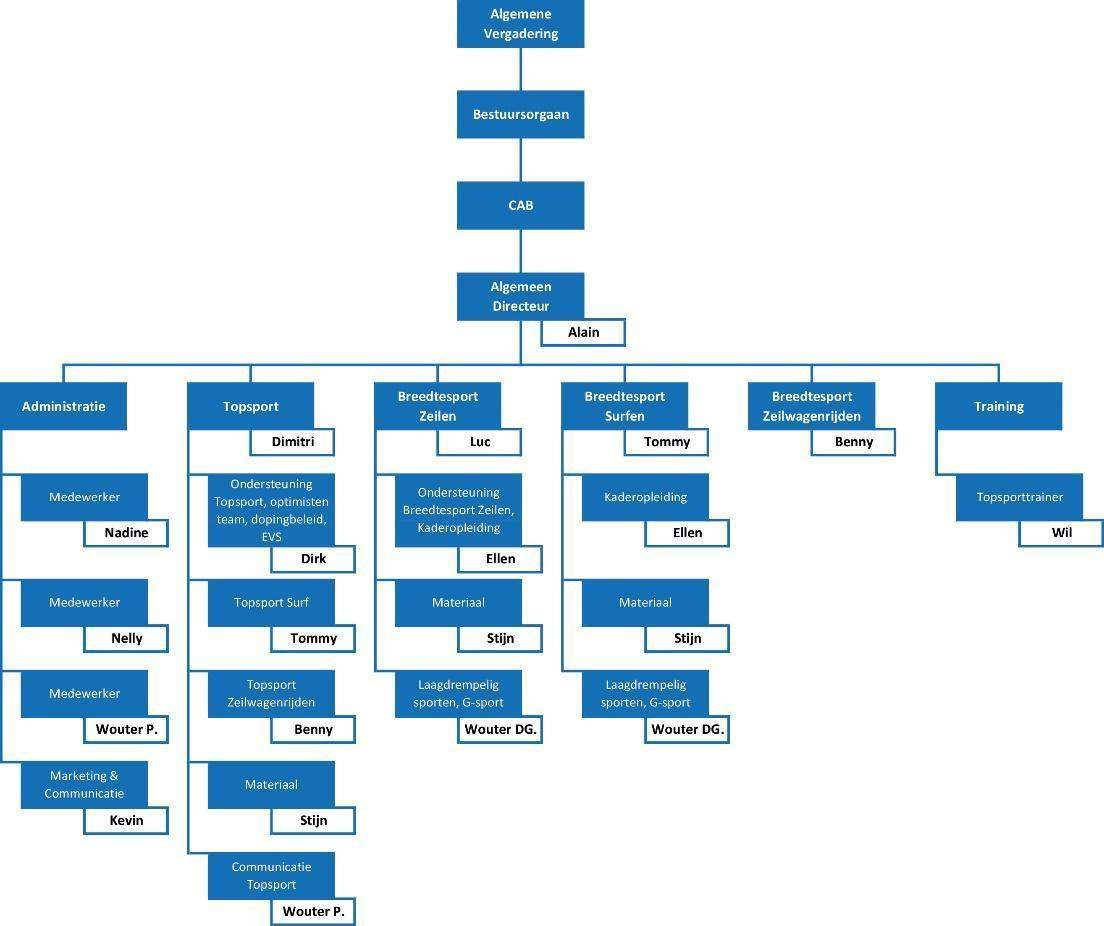 Algemene
Vergadering
Bestuursorgaan
CAB
Algemeen
Directeur
Alain
Administratie
Medewerker
Nadine
Medewerker
Nelly
Medewerker
Wouter P.
Marketing &
Communicatie
Kevin
Topsport
Dimitri
Ondersteuning
Topsport, optimisten
team, dopingbeleid,
EVS
Dirk
Topsport Surf
Tommy
Topsport
Zeilwagenrijden
Benny
Materiaal
Stijn
Communicatie
Topsport
Wouter P.
Breedtesport
Zeilen
Luc
Ondersteuning
Breedtesport Zeilen,
Kaderopleiding
Ellen
Materiaal
Stijn
Laagdrempelig
sporten, G-sport
Wouter DG.
Breedtesport
Surfen
Tommy
Kaderopleiding
Ellen
Materiaal
Stijn
Laagdrempelig
sporten, G-sport
Wouter DG.
Breedtesport
Zeilwagenrijden
Benny
Training
Topsporttrainer
Wil